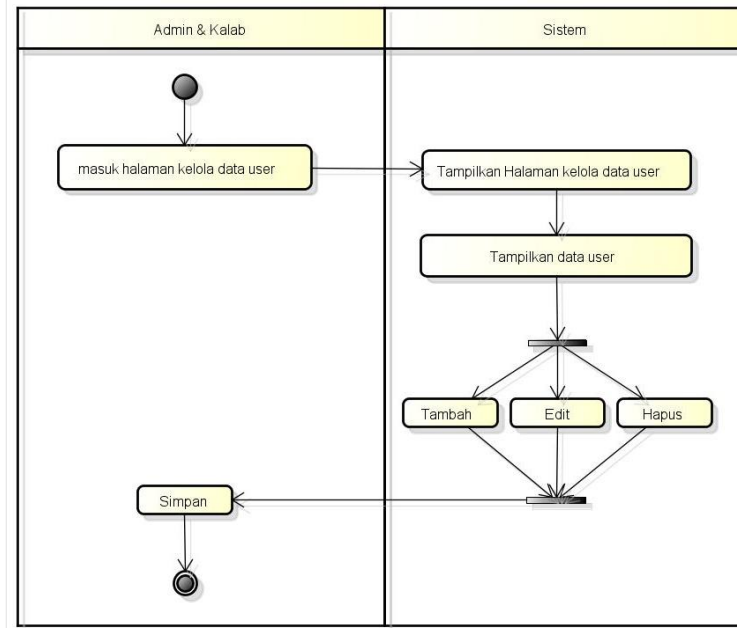 Admin & Kalab
Sistem
masuk halaman kelola data user
Tampilkan Halaman kelola data user
Tampilkan data user
Tambah
Edit
Hapus
Simpan